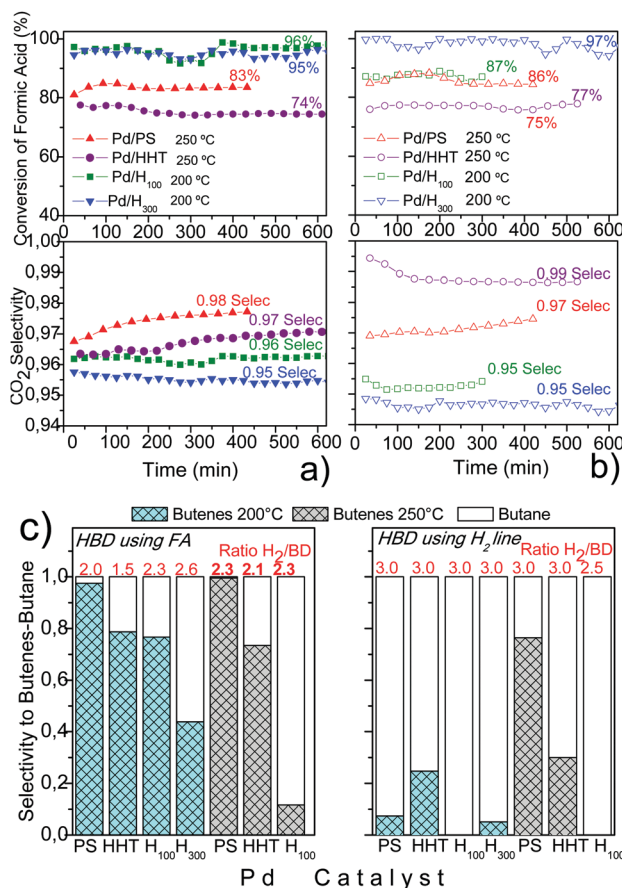 Conversion of Formic Acid (%)
100
80
60
40
96%
95%
83%
74%
Pd/PS 250 ºC
Pd/HHT 250 ºC
Pd/H100 200 ºC
Pd/H300 200 ºC
97%
87%
86%
77%
75%
Pd/PS 250 ºC
Pd/HHT 250 ºC
Pd/H100 200 ºC
Pd/H300 200 ºC
CO2 Selectivity
1,00
0,99
0,98
0,97
0,96
0,95
0,94
0.98 Selec
0.97 Selec
0.96 Selec
0.95 Selec
0 100 200 300 400 500 600
Time (min)
a)
0.99 Selec
0.97 Selec
0.95 Selec
0.95 Selec
0 100 200 300 400 500 600
Time (min)
b)
c)
Butenes 200°C Butenes 250°C Butane
Selectivity to Butenes-Butane
HBD using FA
Ratio H2/BD
2.0 1.5 2.3 2.6 2.3 2.1 2.3
1,0
0,8
0,6
0,4
0,2
0,0
PS HHT H100 H300 PS HHT H100
HBD using H2 line
Ratio H2/BD
3.0 3.0 3.0 3.0 3.0 3.0 2.5
PS HHT H100 H300 PS HHT H100
Pd Catalyst